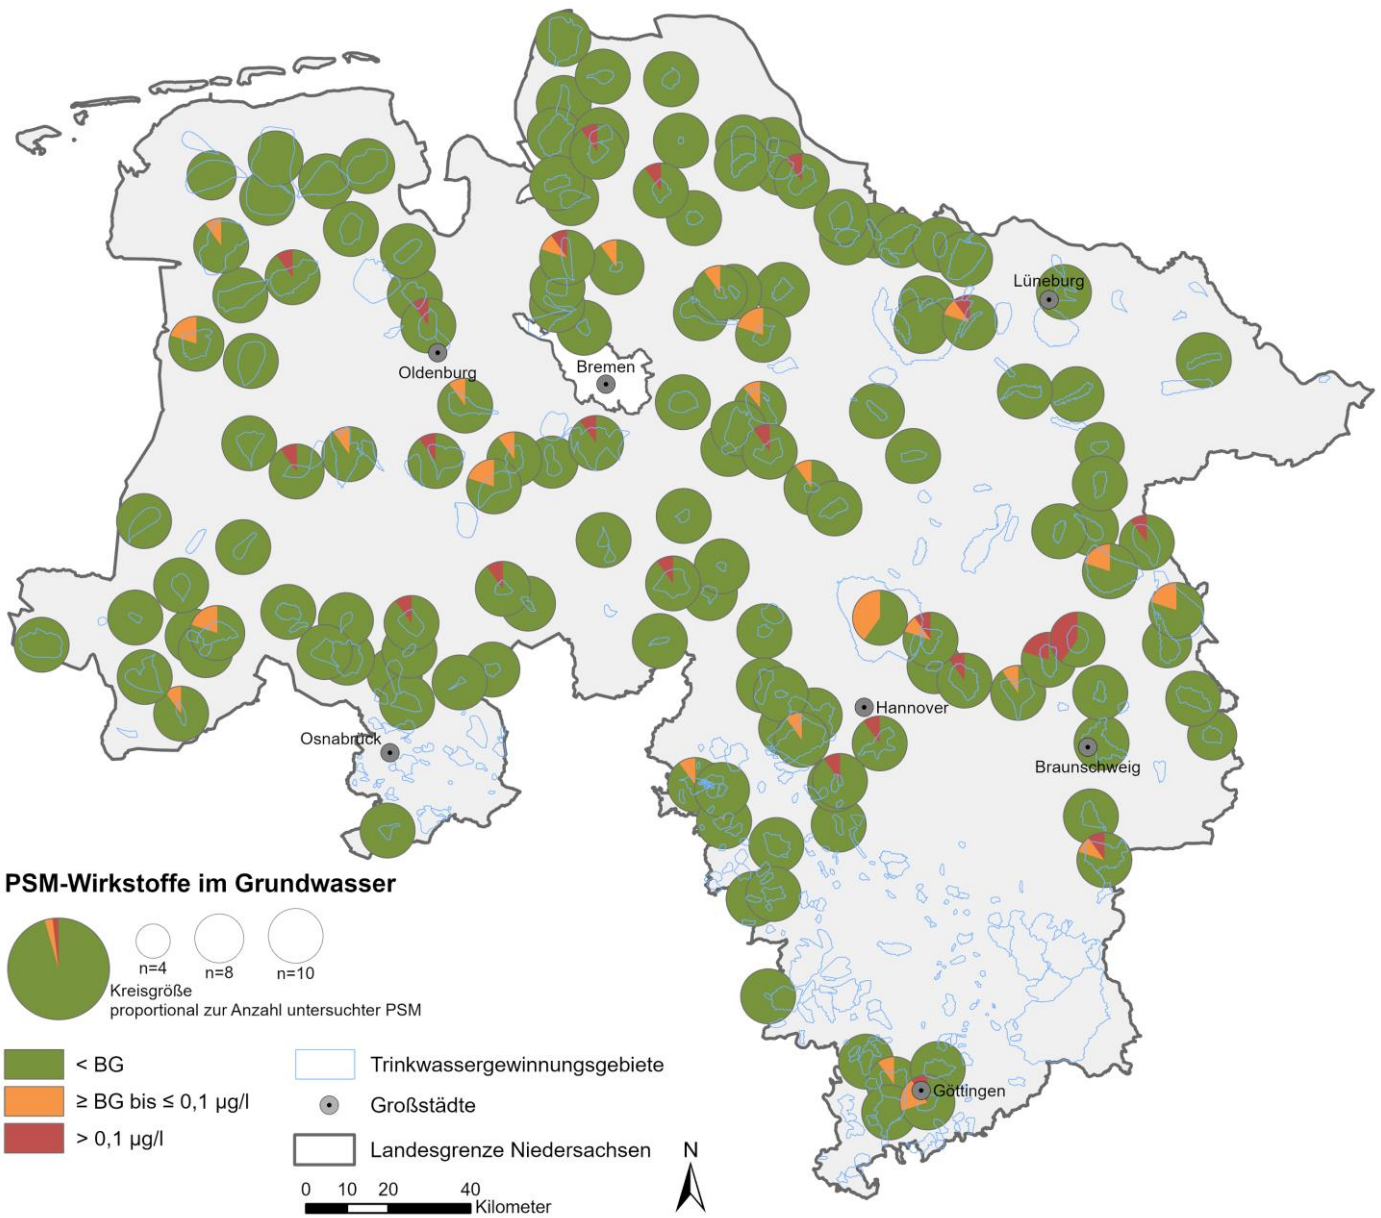 Lüneburg
Oldenburg
Bremen
Hannover
Osnabrück
Braunschweig
PSM-Wirkstoffe im Grundwasser
n=4
n=8
n=10
Kreisgröße
proportional zur Anzahl untersuchter PSM
< BG
≥ BG bis ≤ 0,1 µg/l
> 0,1 µg/l
Trinkwassergewinnungsgebiete
Großstädte
Landesgrenze Niedersachsen
Göttingen
N
0 10 20 40
Kilometer